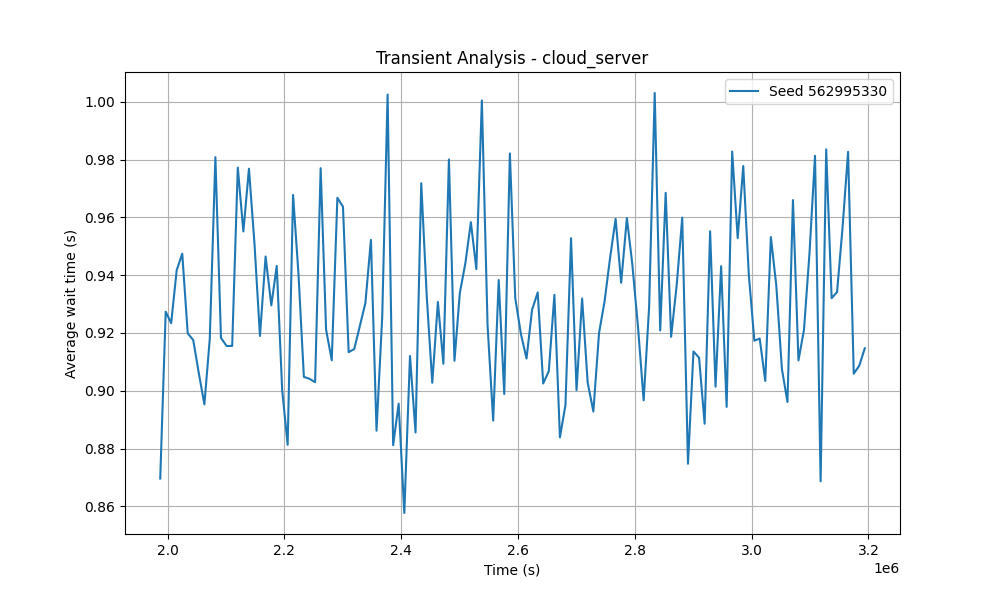 Transient Analysis - cloud_server
Seed 562995330
Average wait time (s)
1.00
0.98
0.96
0.94
0.92
0.90
0.88
0.86
2.0 2.2 2.4 2.6 2.8 3.0 3.2
1e6
Time (s)